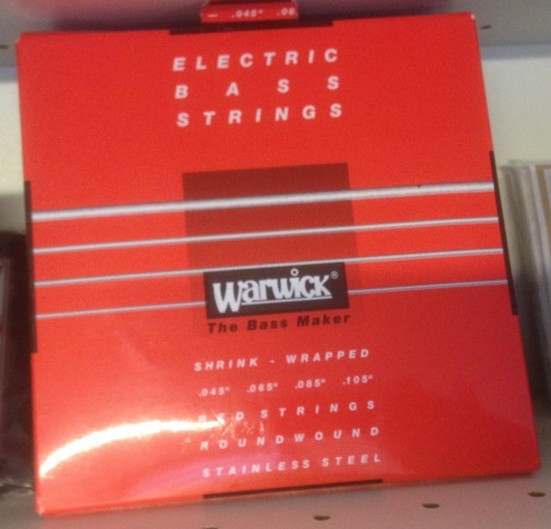 — .045"
ELECTRIC
BASS
STRINGS
Warwick®
The Bass Maker
SHRINK - WRAPPED
.045" .065" .085" .105"
RED STRINGS
ROUNDWOUND
STAINLESS STEEL